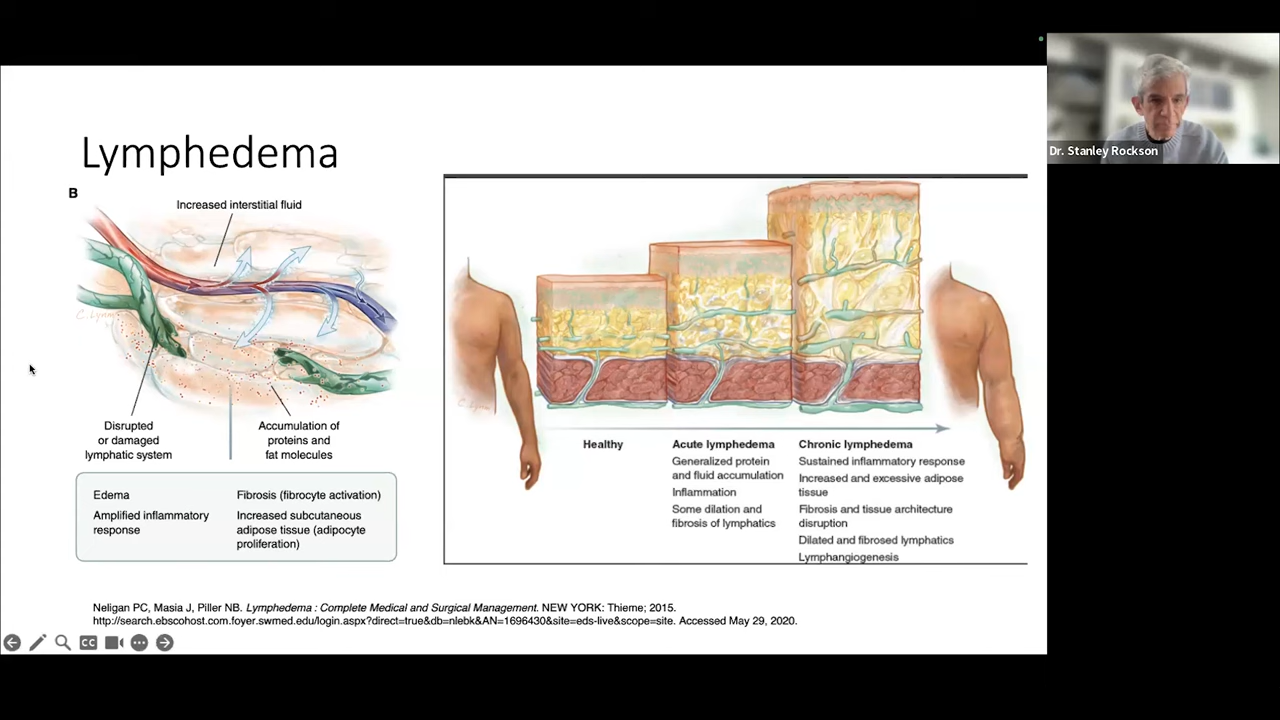 Lymphedema
B
Increased interstitial fluid
C. Lynm
Disrupted
or damaged
lymphatic system
Accumulation of
proteins and
fat molecules
Edema
Amplified inflammatory
response
Fibrosis (fibrocyte activation)
Increased subcutaneous
adipose tissue (adipocyte
proliferation)
C. Lynm
Healthy
Acute lymphedema
Generalized protein
and fluid accumulation
Inflammation
Some dilation and
fibrosis of lymphatics
Chronic lymphedema
Sustained inflammatory response
Increased and excessive adipose
tissue
Fibrosis and tissue architecture
disruption
Dilated and fibrosed lymphatics
Lymphangiogenesis
Neligan PC, Masia J, Piller NB. Lymphedema : Complete Medical and Surgical Management. NEW YORK: Thieme; 2015.
http://search.ebscohost.com.foyer.swmed.edu/login.aspx?direct=true&db=nlebk&AN=1696430&site=eds-live&scope=site. Accessed May 29, 2020.
CC
Dr. Stanley Rockson